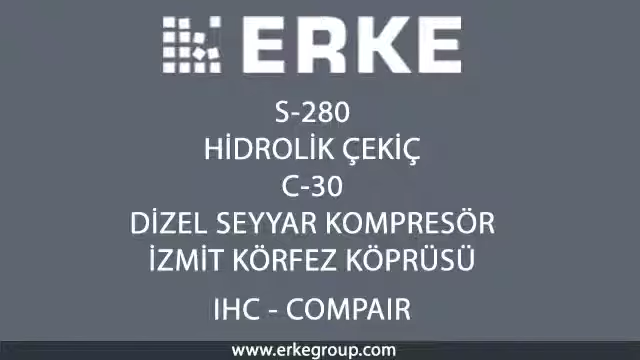 ERKE
S-280
HİDROLİK ÇEKİÇ
C-30
DİZEL SEYYAR KOMPRESÖR
İZMİT KÖRFEZ KÖPRÜSÜ
IHC - COMPAIR
www.erkegroup.com